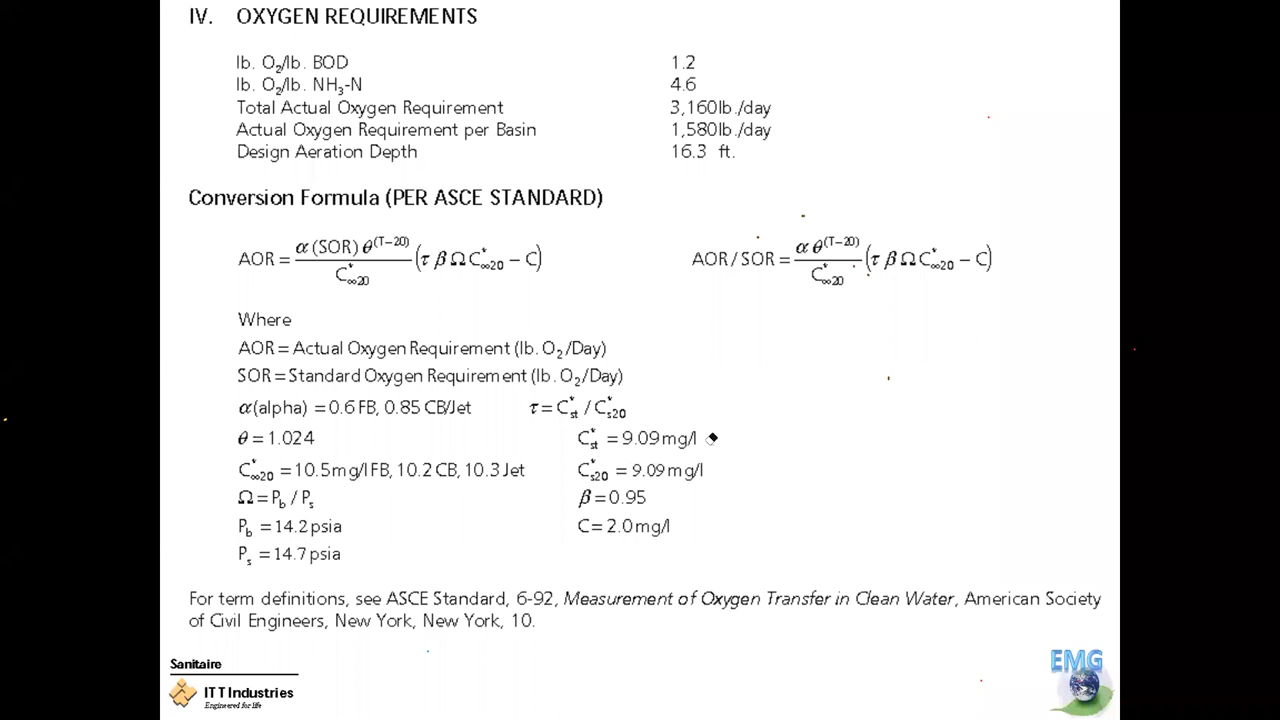 IV. OXYGEN REQUIREMENTS
lb. O₂/lb. BOD 1.2
lb. O₂/lb. NH₃-N 4.6
Total Actual Oxygen Requirement 3,160lb./day
Actual Oxygen Requirement per Basin 1,580lb./day
Design Aeration Depth 16.3 ft.
Conversion Formula (PER ASCE STANDARD)
AOR = α (SOR) θ^(T–20) / C*∞20 (τ β Ω C*∞20 – C) AOR / SOR = α θ^(T–20) / C*∞20 (τ β Ω C*∞20 – C)
Where
AOR = Actual Oxygen Requirement (lb. O₂/Day)
SOR = Standard Oxygen Requirement (lb. O₂/Day)
α (alpha) = 0.6 FB, 0.85 CB/Jet τ = C*st / C*s20
θ = 1.024 C*st = 9.09 mg/l
C*∞20 = 10.5 mg/l FB, 10.2 CB, 10.3 Jet C*s20 = 9.09 mg/l
Ω = Pb / Ps β = 0.95
Pb = 14.2 psia C = 2.0 mg/l
Ps = 14.7 psia
For term definitions, see ASCE Standard, 6-92, Measurement of Oxygen Transfer in Clean Water, American Society
of Civil Engineers, New York, New York, 10.
Sanitaire
ITT Industries
Engineered for life
EMG